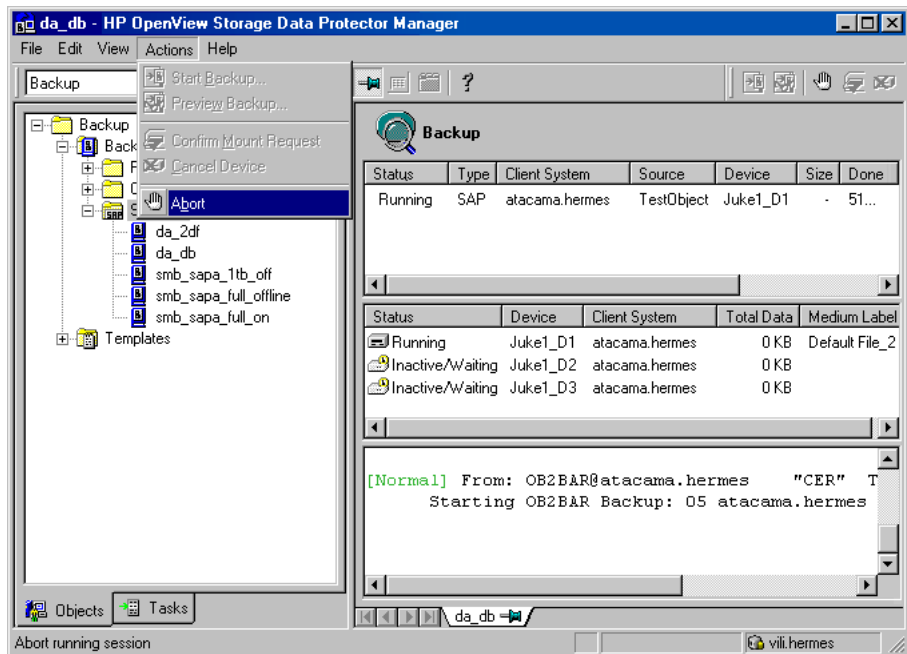 da_db - HP OpenView Storage Data Protector Manager
File Edit View Actions Help
Backup
Start Backup...
Preview Backup...
Confirm Mount Request
Cancel Device
Abort
Backup
Back
da_2df
da_db
smb_sapa_1tb_off
smb_sapa_full_offline
smb_sapa_full_on
Templates
Objects Tasks
Backup
Status Type Client System Source Device Size Done
Running SAP atacama.hermes TestObject Juke1_D1 - 51...
Status Device Client System Total Data Medium Label
Running Juke1_D1 atacama.hermes 0 KB Default File_2
Inactive/Waiting Juke1_D2 atacama.hermes 0 KB
Inactive/Waiting Juke1_D3 atacama.hermes 0 KB
[Normal] From: OB2BAR@atacama.hermes "CER" T
Starting OB2BAR Backup: O5 atacama.hermes
da_db
Abort running session
vili.hermes